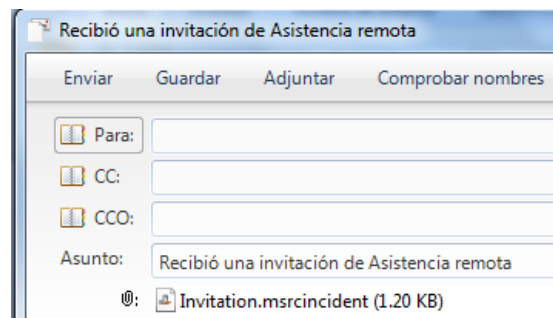 Recibió una invitación de Asistencia remota
Enviar Guardar Adjuntar Comprobar nombres
Para:
CC:
CCO:
Asunto: Recibió una invitación de Asistencia remota
: Invitation.msrcincident (1.20 KB)